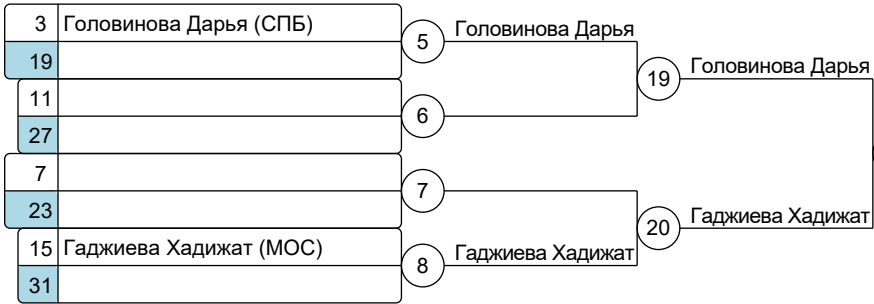 3 Головинова Дарья (СПБ)
5 Головинова Дарья
19
19 Головинова Дарья
11
6
27
7
7
23
20 Гаджиева Хадижат
15 Гаджиева Хадижат (МОС)
8 Гаджиева Хадижат
31